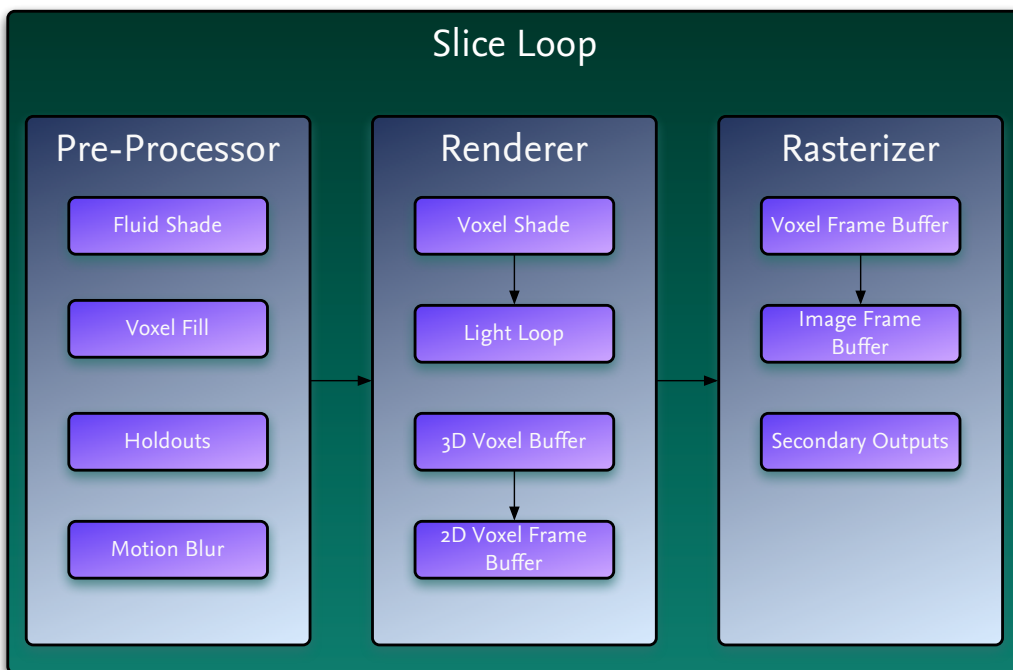 Slice Loop
Pre-Processor
Fluid Shade
Voxel Fill
Holdouts
Motion Blur
Renderer
Voxel Shade
Light Loop
3D Voxel Buffer
2D Voxel Frame
Buffer
Rasterizer
Voxel Frame Buffer
Image Frame
Buffer
Secondary Outputs